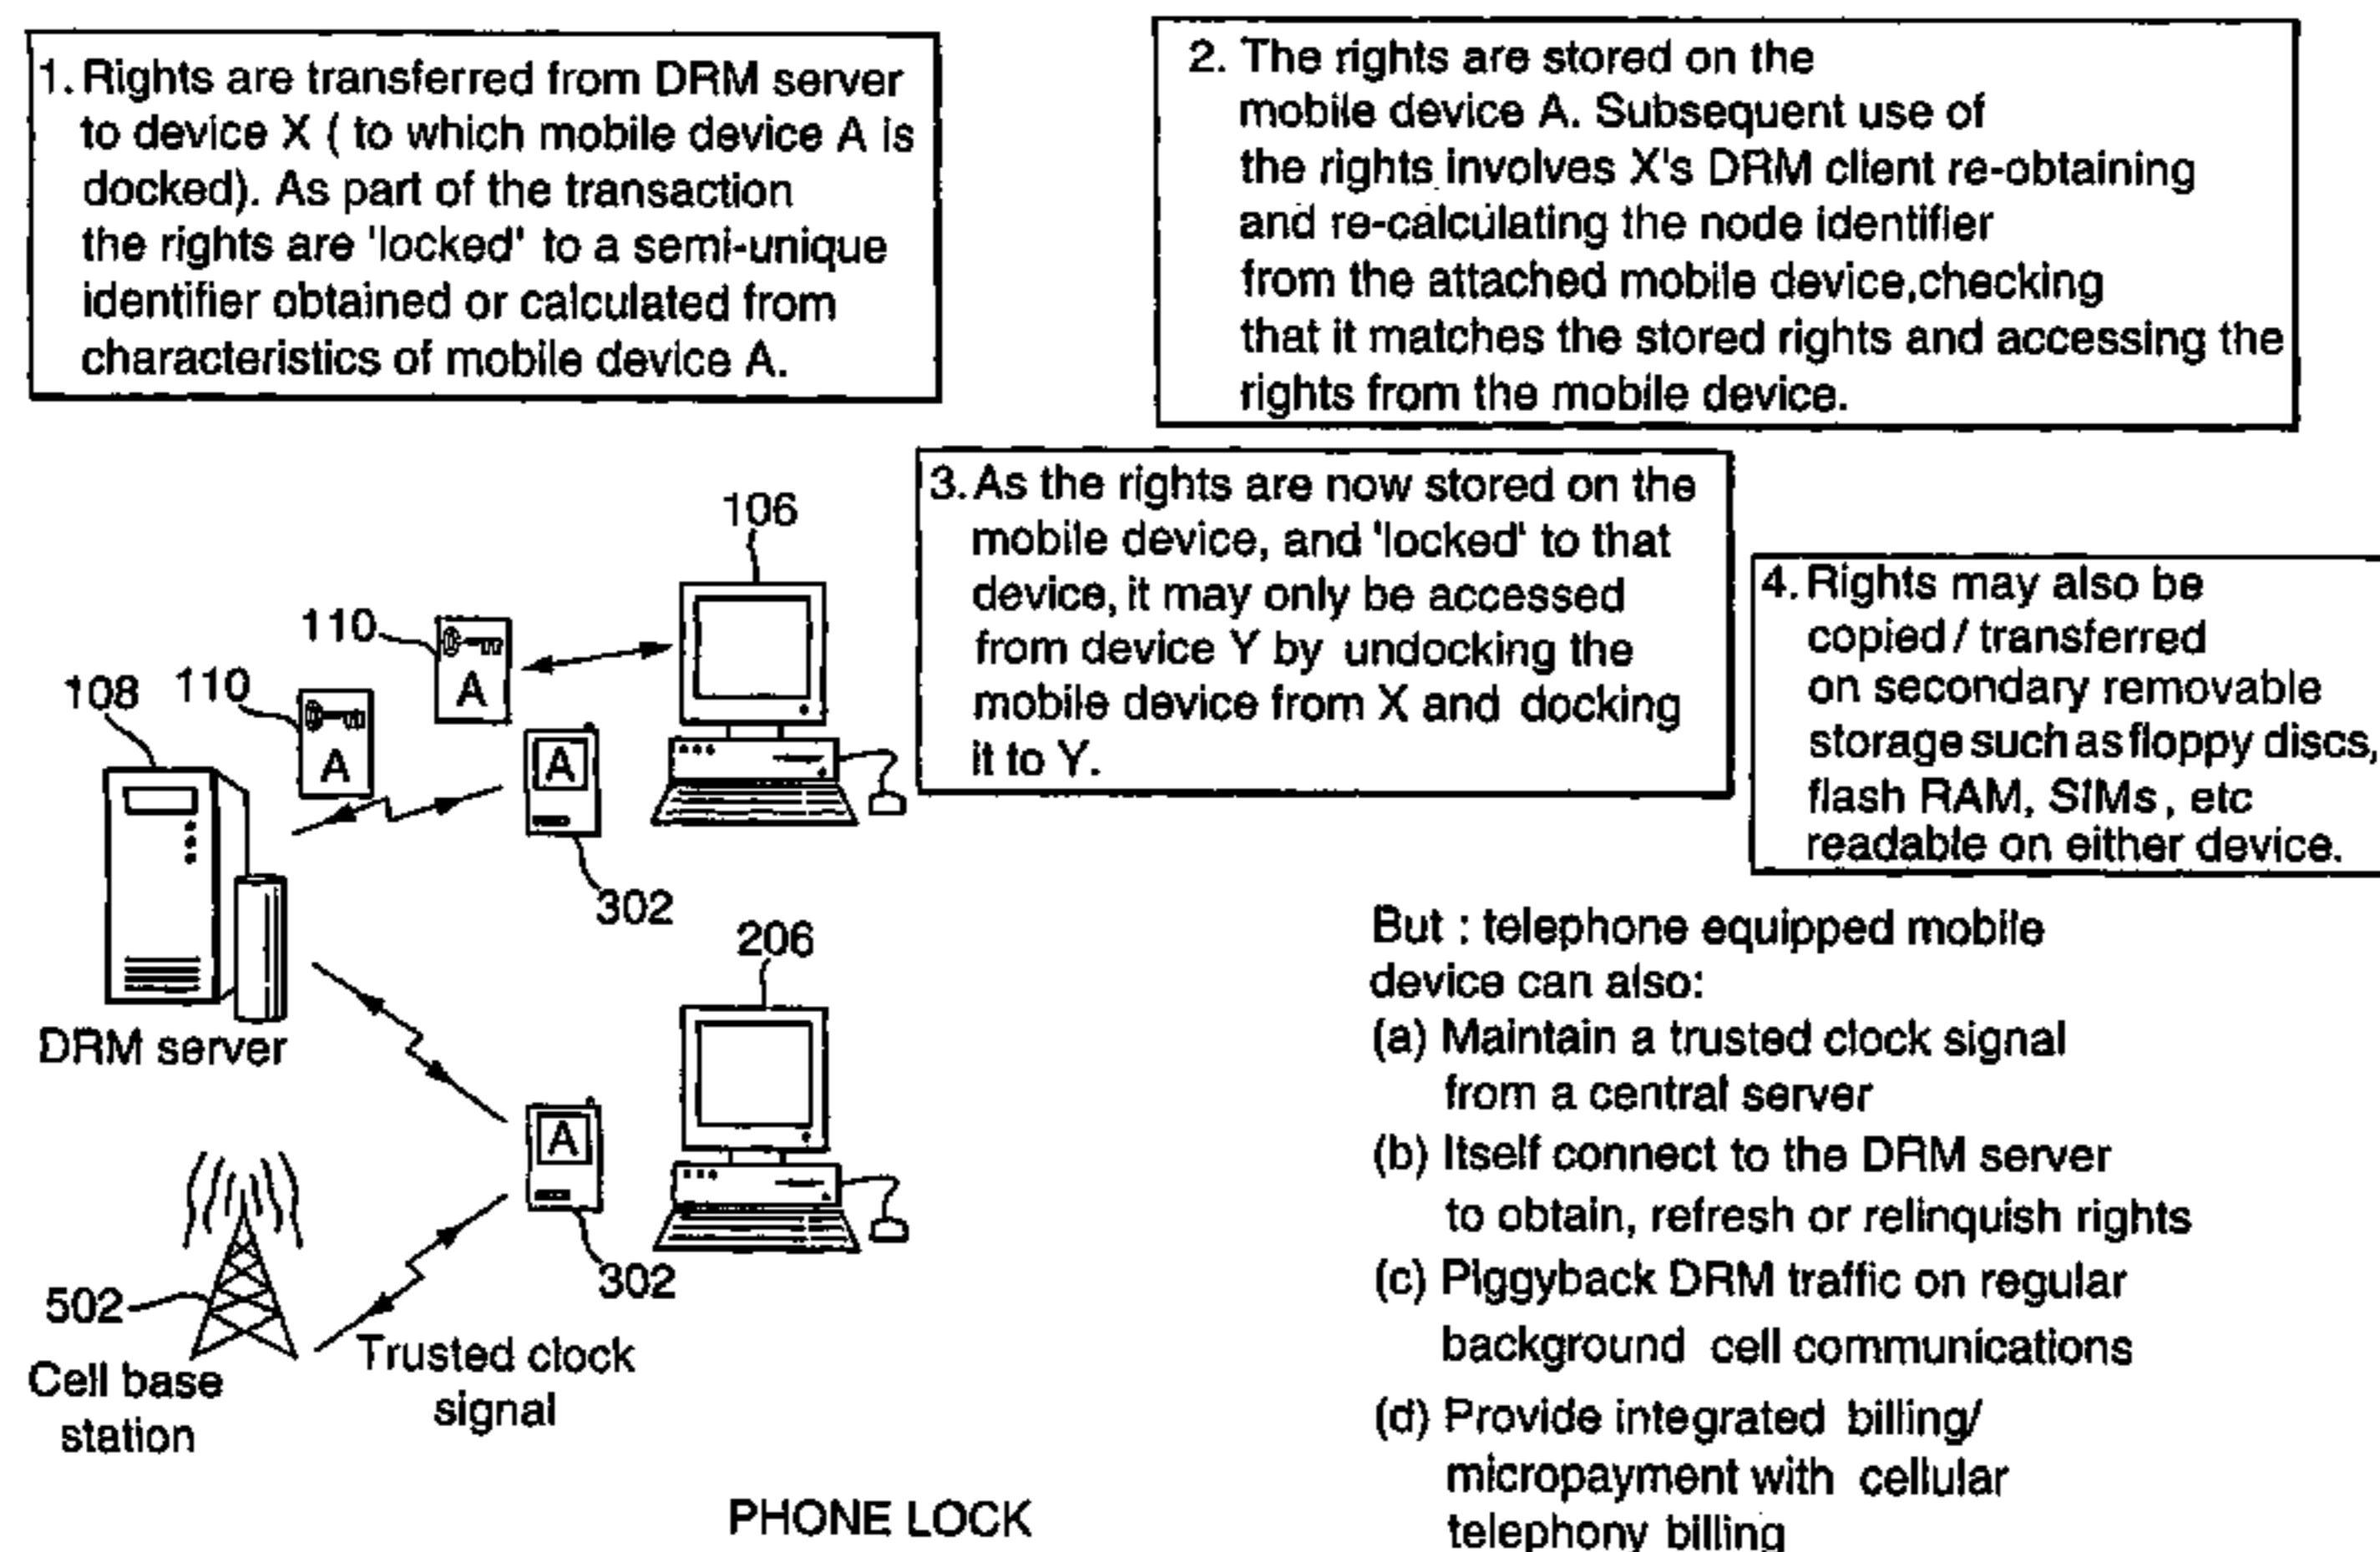 1. Rights are transferred from DRM server
to device X ( to which mobile device A is
docked). As part of the transaction
the rights are 'locked' to a semi-unique
identifier obtained or calculated from
characteristics of mobile device A.
2. The rights are stored on the
mobile device A. Subsequent use of
the rights involves X's DRM client re-obtaining
and re-calculating the node identifier
from the attached mobile device,checking
that it matches the stored rights and accessing the
rights from the mobile device.
3. As the rights are now stored on the
mobile device, and 'locked' to that
device, it may only be accessed
from device Y by undocking the
mobile device from X and docking
it to Y.
4. Rights may also be
copied / transferred
on secondary removable
storage such as floppy discs,
flash RAM, SIMs, etc
readable on either device.
106
110
A
108
110
A
A
302
DRM server
206
A
302
502
Cell base
station
Trusted clock
signal
But : telephone equipped mobile
device can also:
(a) Maintain a trusted clock signal
from a central server
(b) Itself connect to the DRM server
to obtain, refresh or relinquish rights
(c) Piggyback DRM traffic on regular
background cell communications
(d) Provide integrated billing/
micropayment with cellular
telephony billing
PHONE LOCK